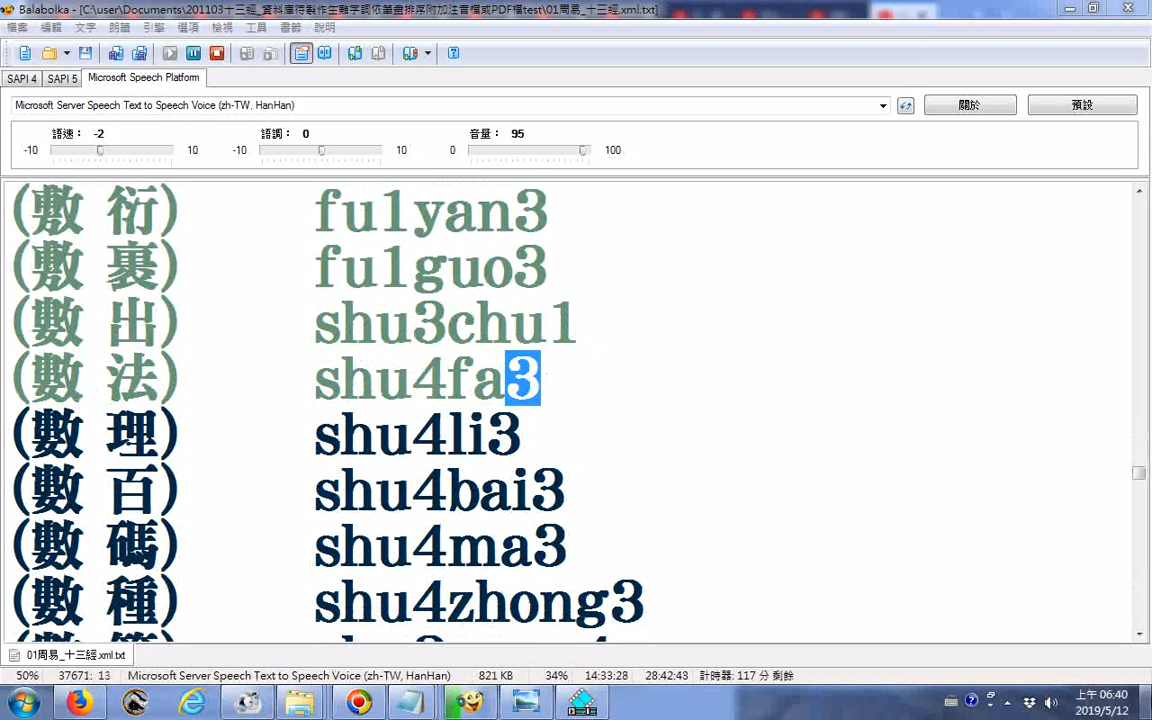 Balabolka - [C:\user\Documents\201103十三經_資料庫待製作生難字詞依筆畫排序附加注音檔或PDF檔test\01周易_十三經.xml.txt]
檔案 編輯 文字 朗讀 引擎 選項 檢視 工具 書籤 說明
SAPI 4 SAPI 5 Microsoft Speech Platform
Microsoft Server Speech Text to Speech Voice (zh-TW, HanHan) 關於 預設
語速： -2 語調： 0 音量： 95
-10 10 -10 10 0 100
(敷 衍) fu1yan3
(敷 裹) fu1guo3
(數 出) shu3chu1
(數 法) shu4fa3
(數 理) shu4li3
(數 百) shu4bai3
(數 碼) shu4ma3
(數 種) shu4zhong3
01周易_十三經.xml.txt
50% 37671: 13 Microsoft Server Speech Text to Speech Voice (zh-TW, HanHan) 821 KB 34% 14:33:28 28:42:43 計時器: 117 分 剩餘
上午 06:40
2019/5/12